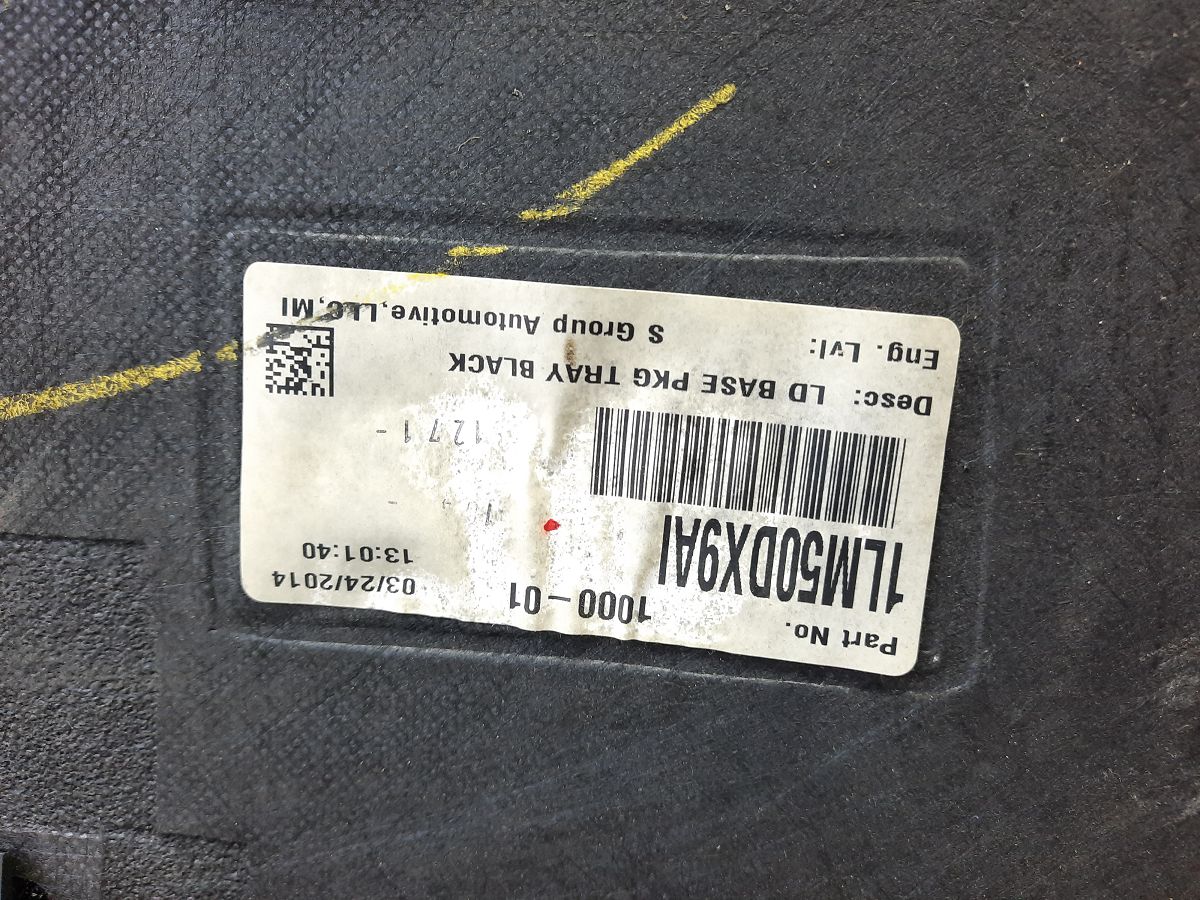 Part No. 1000-01 03/24/2014
1LM50DX9AI 13:01:40
1271-
Desc: LD BASE PKG TRAY BLACK
Eng. Lvl: S Group Automotive,LLC,MI